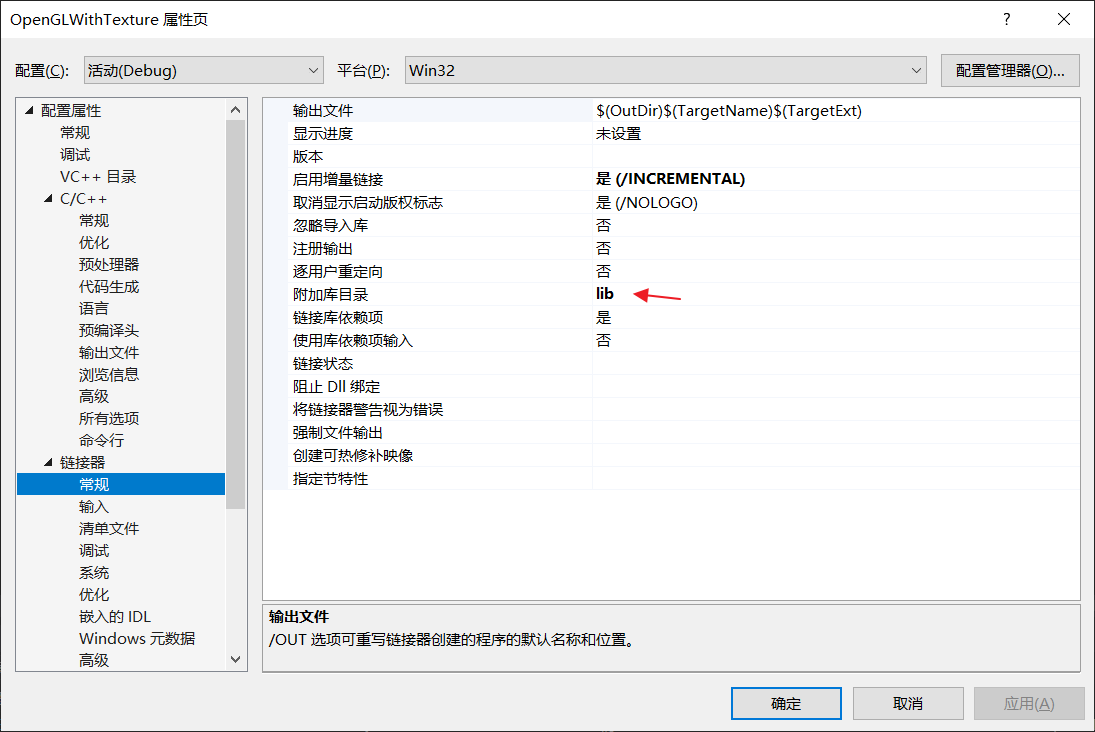 OpenGLWithTexture 属性页
?
配置(C): 活动(Debug) 平台(P): Win32 配置管理器(O)...
配置属性
常规
调试
VC++ 目录
C/C++
常规
优化
预处理器
代码生成
语言
预编译头
输出文件
浏览信息
高级
所有选项
命令行
链接器
常规
输入
清单文件
调试
系统
优化
嵌入的 IDL
Windows 元数据
高级
输出文件 $(OutDir)$(TargetName)$(TargetExt)
显示进度 未设置
版本
启用增量链接 是 (/INCREMENTAL)
取消显示启动版权标志 是 (/NOLOGO)
忽略导入库 否
注册输出 否
逐用户重定向 否
附加库目录 lib
链接库依赖项 是
使用库依赖项输入 否
链接状态
阻止 Dll 绑定
将链接器警告视为错误
强制文件输出
创建可热修补映像
指定节特性
输出文件
/OUT 选项可重写链接器创建的程序的默认名称和位置。
确定 取消 应用(A)